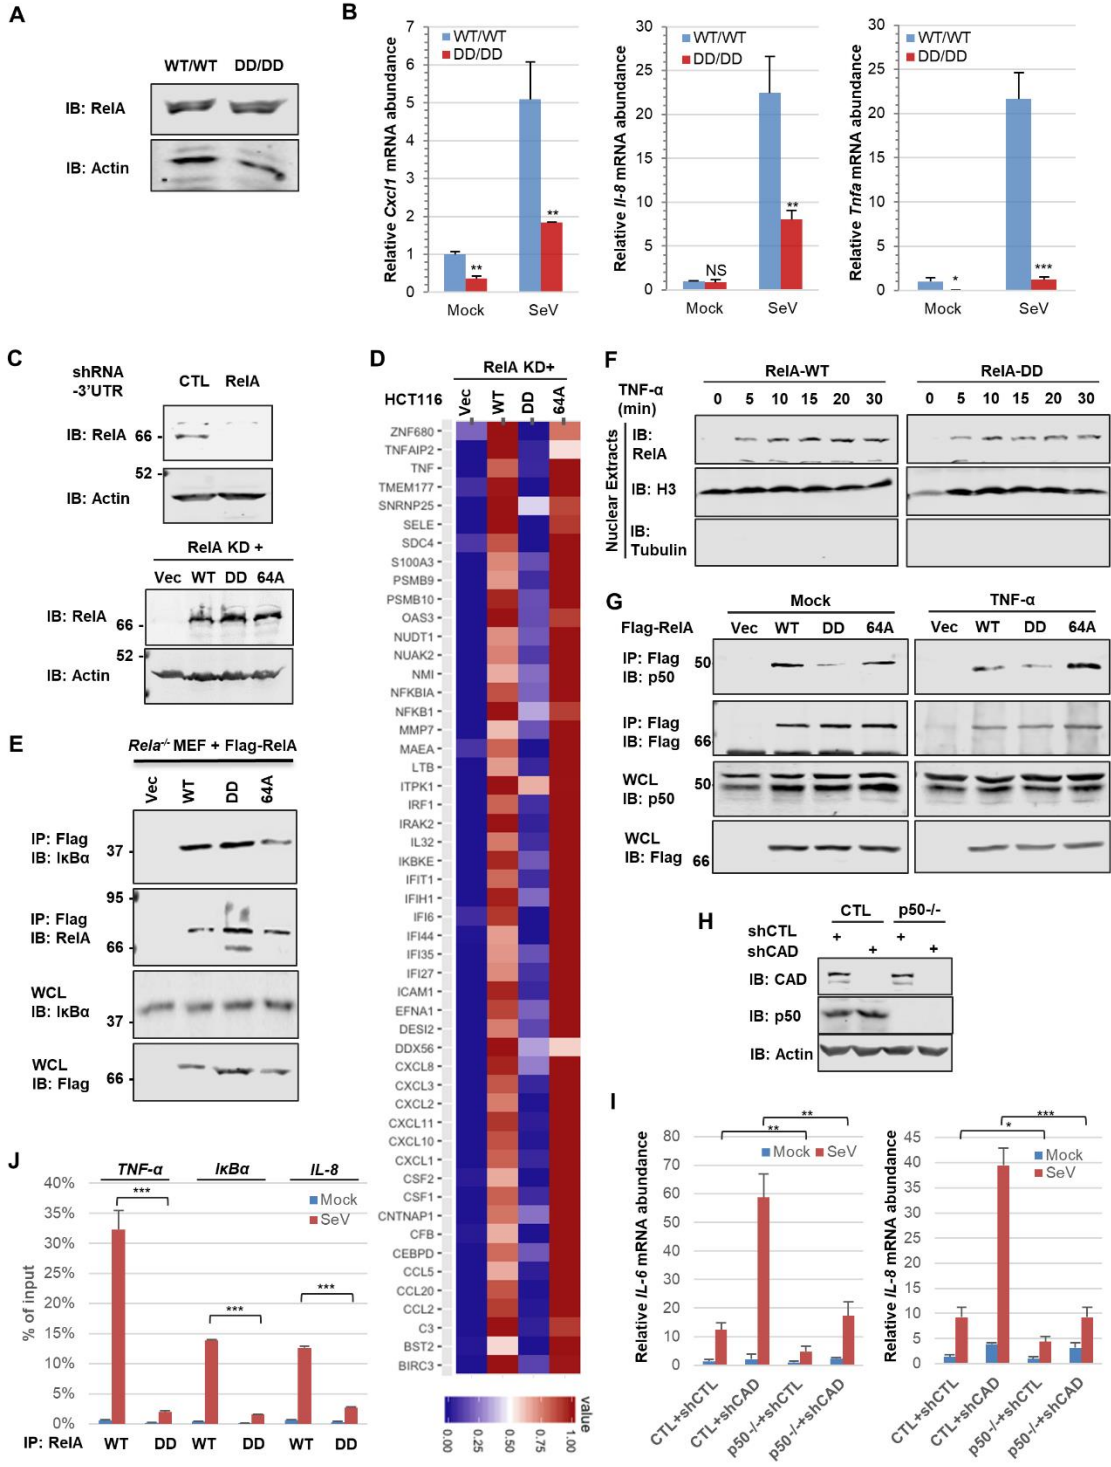 A
WT/WT DD/DD
IB: RelA
IB: Actin
B
Relative Cxcl1 mRNA abundance
7
6
5
4
3
2
1
0
WT/WT
DD/DD
**
**
Mock SeV
Relative Il-8 mRNA abundance
30
25
20
15
10
5
0
WT/WT
DD/DD
NS
**
Mock SeV
Relative Tnfa mRNA abundance
30
25
20
15
10
5
0
WT/WT
DD/DD
*
***
Mock SeV
C
shRNA
-3'UTR
CTL RelA
IB: RelA 66
52
IB: Actin
RelA KD +
Vec WT DD 64A
IB: RelA
66
52
IB: Actin
D
RelA KD+
HCT116
Vec WT DD 64A
ZNF680
TNFAIP2
TNF
TMEM177
SNRNP25
SELE
SDC4
S100A3
PSMB9
PSMB10
OAS3
NUDT1
NUAK2
NMI
NFKBIA
NFKB1
MMP7
MAEA
LTB
ITPK1
IRF1
IRAK2
IL32
IKBKE
IFIT1
IFIH1
IFI6
IFI44
IFI35
IFI27
ICAM1
EFNA1
DESI2
DDX56
CXCL8
CXCL3
CXCL2
CXCL11
CXCL10
CXCL1
CSF2
CSF1
CNTNAP1
CFB
CEBPD
CCL5
CCL20
CCL2
C3
BST2
BIRC3
value
0.00 0.25 0.50 0.75 1.00
E
Rela-/- MEF + Flag-RelA
Vec WT DD 64A
IP: Flag
IB: IκBα
37
95
IP: Flag
IB: RelA
66
WCL
IB: IκBα
37
WCL
IB: Flag
66
F
RelA-WT RelA-DD
TNF-α
(min)
0 5 10 15 20 30 0 5 10 15 20 30
Nuclear Extracts
IB:
RelA
IB: H3
IB:
Tubulin
G
Mock TNF-α
Flag-RelA Vec WT DD 64A Vec WT DD 64A
IP: Flag
IB: p50
50
IP: Flag
IB: Flag
66
WCL
IB: p50
50
WCL
IB: Flag
66
H
CTL p50-/-
shCTL + +
shCAD + +
IB: CAD
IB: p50
IB: Actin
I
Relative IL-6 mRNA abundance
80
70
60
50
40
30
20
10
0
**
**
Mock SeV
CTL+shCTL
CTL+shCAD
p50-/-+shCTL
p50-/-+shCAD
Relative IL-8 mRNA abundance
45
40
35
30
25
20
15
10
5
0
***
*
Mock
SeV
CTL+shCTL
CTL+shCAD
p50-/-+shCTL
p50-/-+shCAD
J
TNF-α IκBα IL-8
% of input
40%
35%
30%
25%
20%
15%
10%
5%
0%
***
***
***
Mock
SeV
IP: RelA WT DD WT DD WT DD